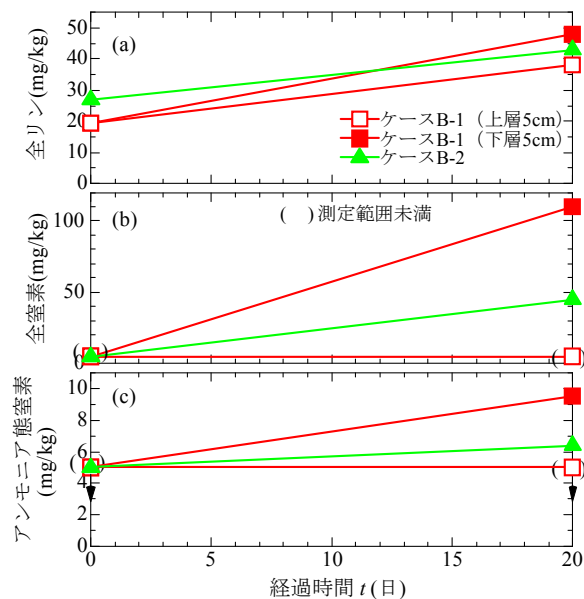 全リン(mg/kg)
50
40
30
20
10
0
(a)
ケースB-1（上層5cm）
ケースB-1（下層5cm）
ケースB-2
全窒素(mg/kg)
100
50
0
(b)
( )測定範囲未満
( )
( )
アンモニア態窒素
(mg/kg)
10
8
6
4
2
0
(c)
( )
( )
0 5 10 15 20
経過時間 t (日)